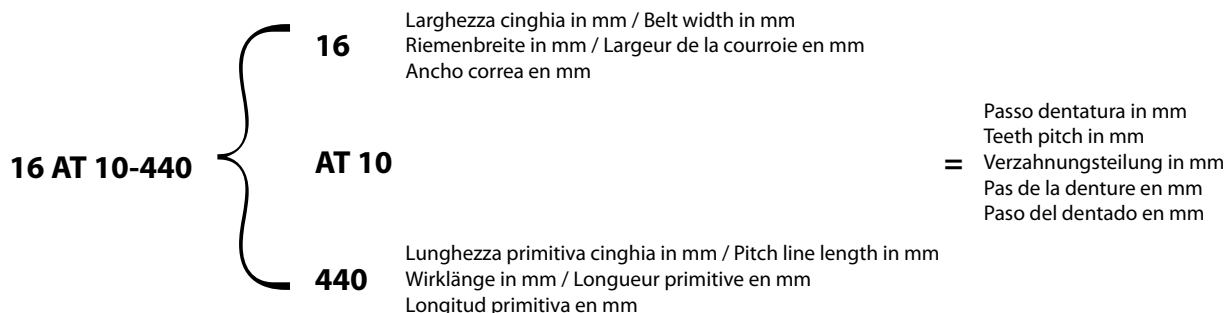 16 AT 10-440
16
Larghezza cinghia in mm / Belt width in mm
Riemenbreite in mm / Largeur de la courroie en mm
Ancho correa en mm
AT 10
=
Passo dentatura in mm
Teeth pitch in mm
Verzahnungsteilung in mm
Pas de la denture en mm
Paso del dentado en mm
440
Lunghezza primitiva cinghia in mm / Pitch line length in mm
Wirklänge in mm / Longueur primitive en mm
Longitud primitiva en mm